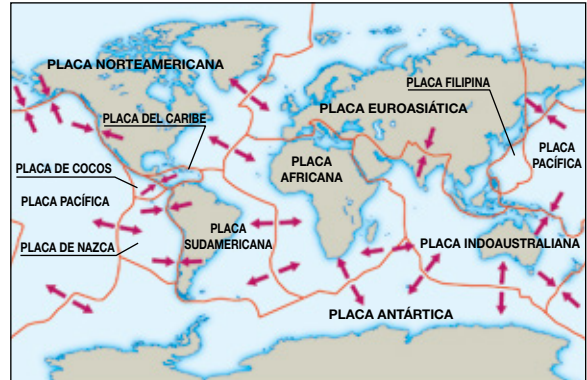 PLACA NORTEAMERICANA
PLACA FILIPINA
PLACA EUROASIÁTICA
PLACA DEL CARIBE
PLACA
PACÍFICA
PLACA DE COCOS
PLACA
AFRICANA
PLACA PACÍFICA
PLACA
SUDAMERICANA
PLACA DE NAZCA
PLACA INDOAUSTRALIANA
PLACA ANTÁRTICA